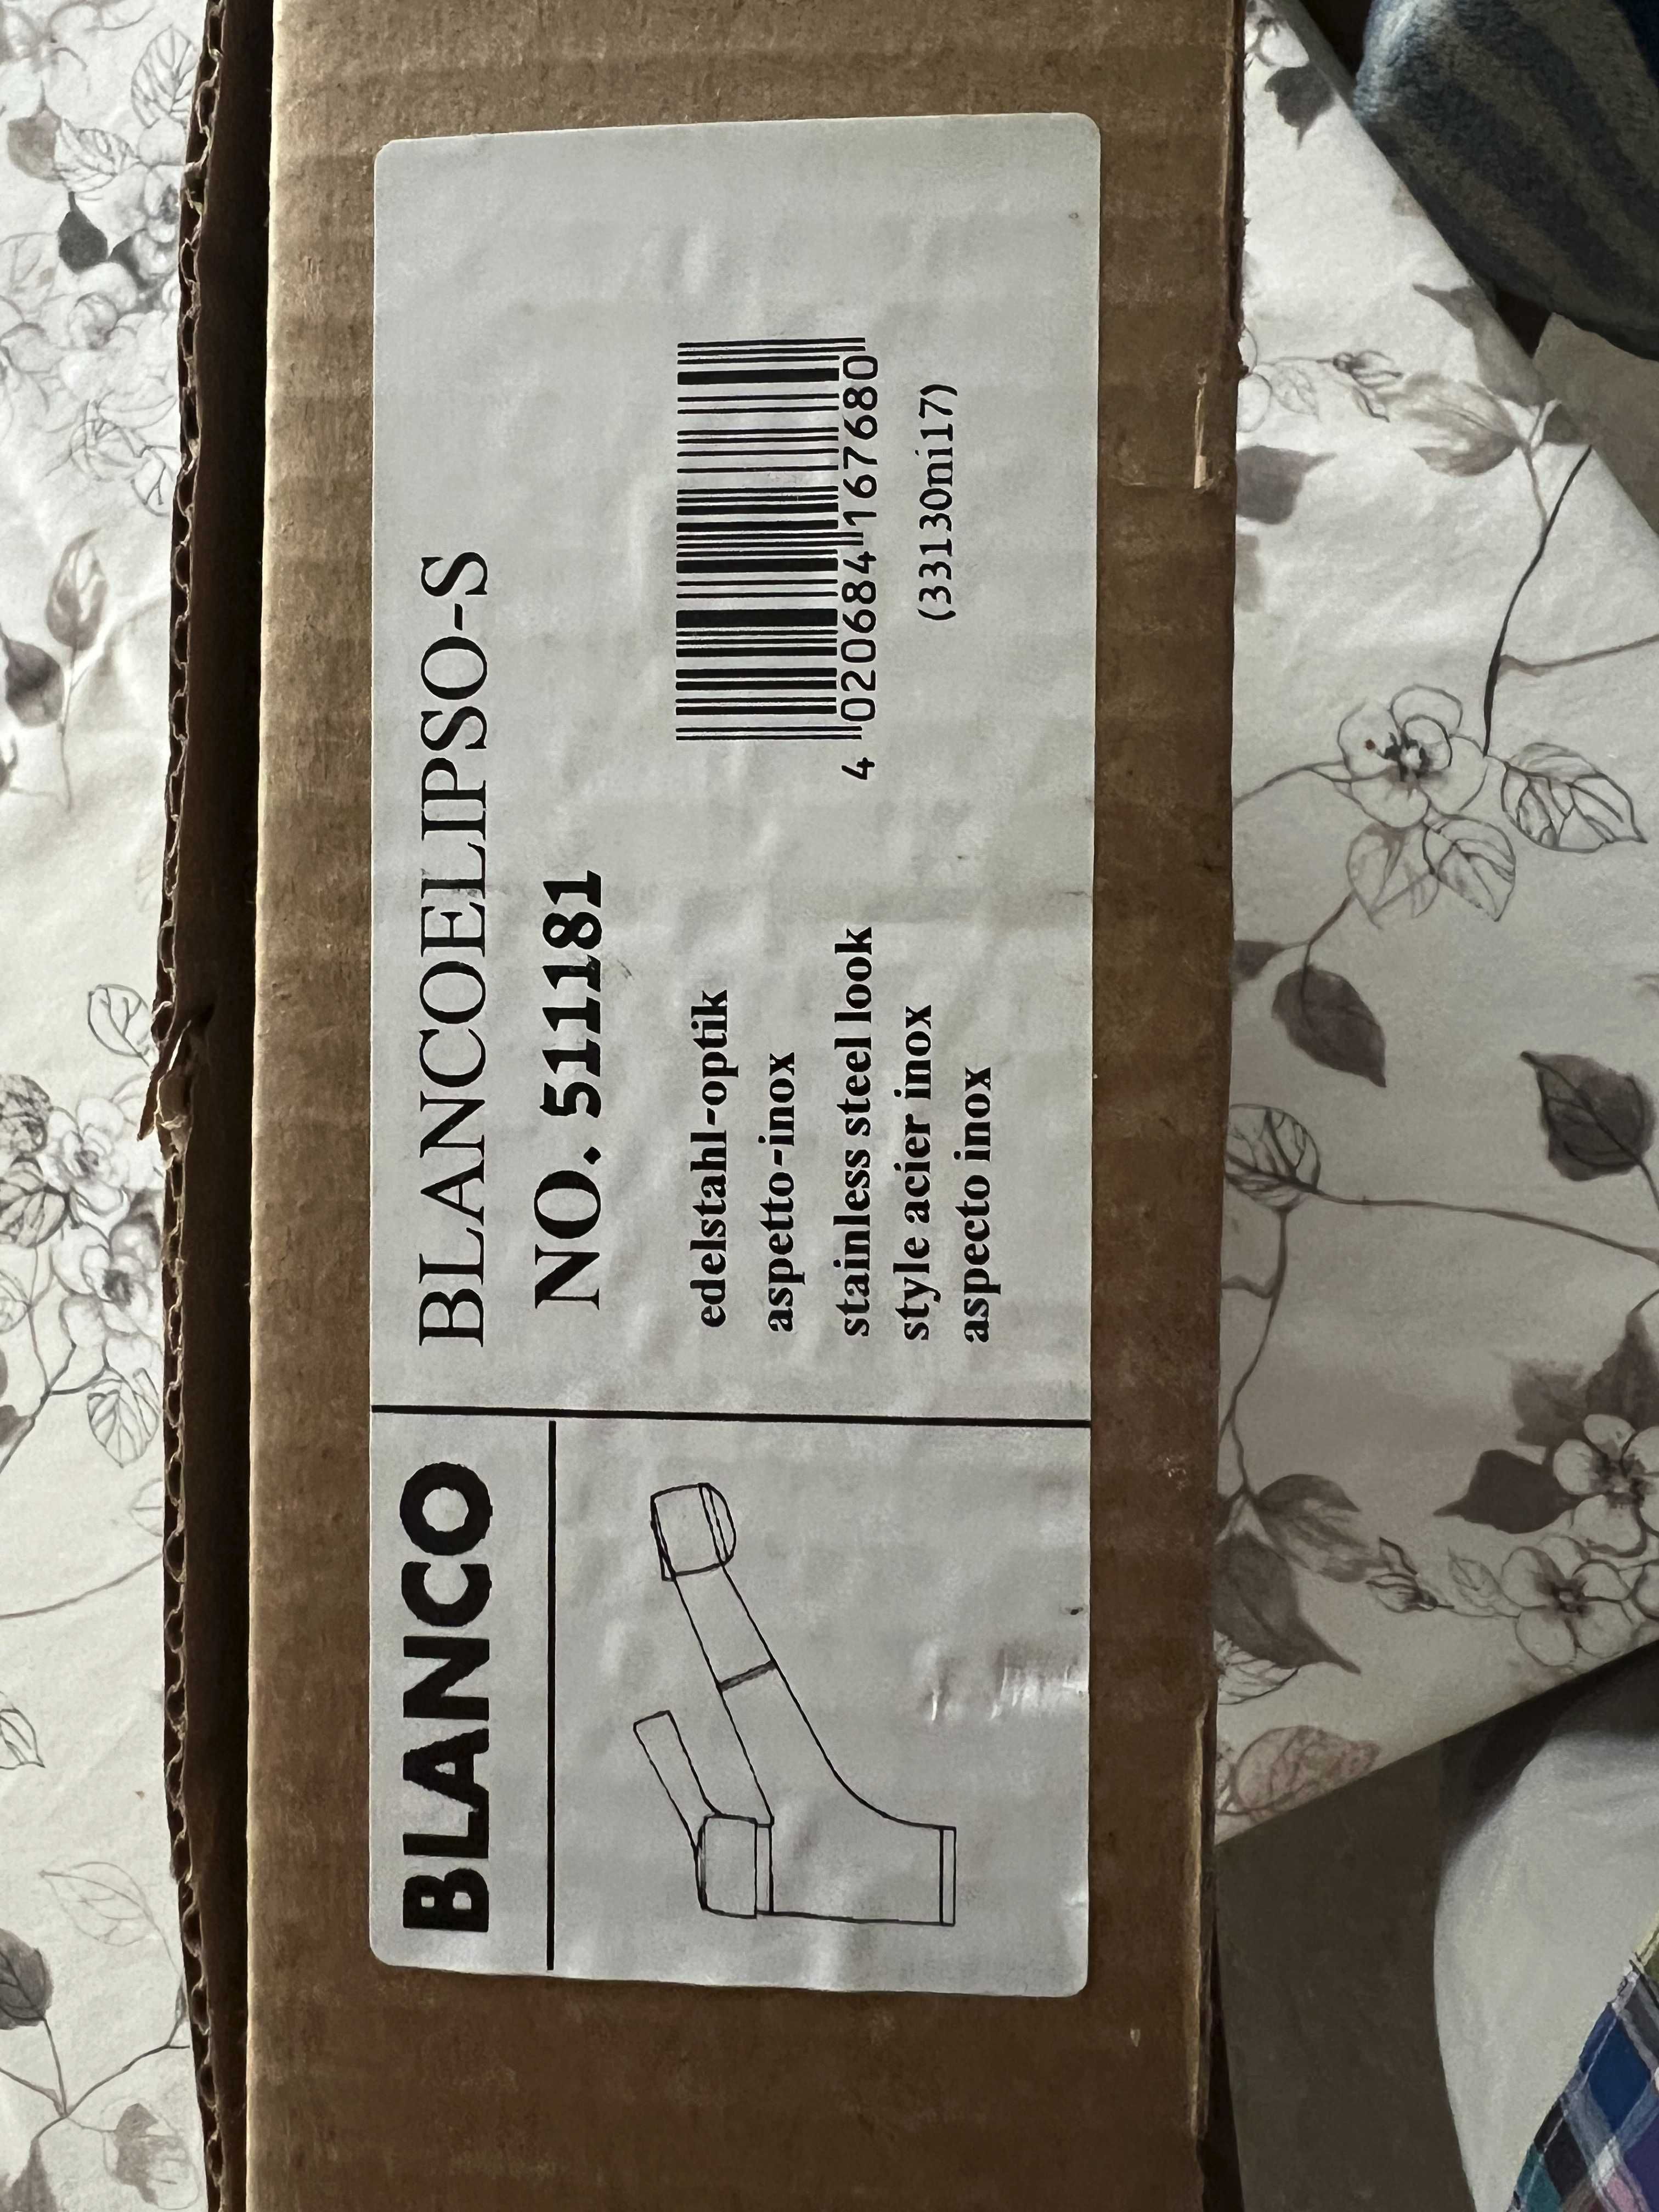 BLANCO
BLANCOELIPSO-S
NO. 511181
edelstahl-optik
aspetto-inox
stainless steel look
style acier inox
aspecto inox
4 020684 167680
(33130ni17)